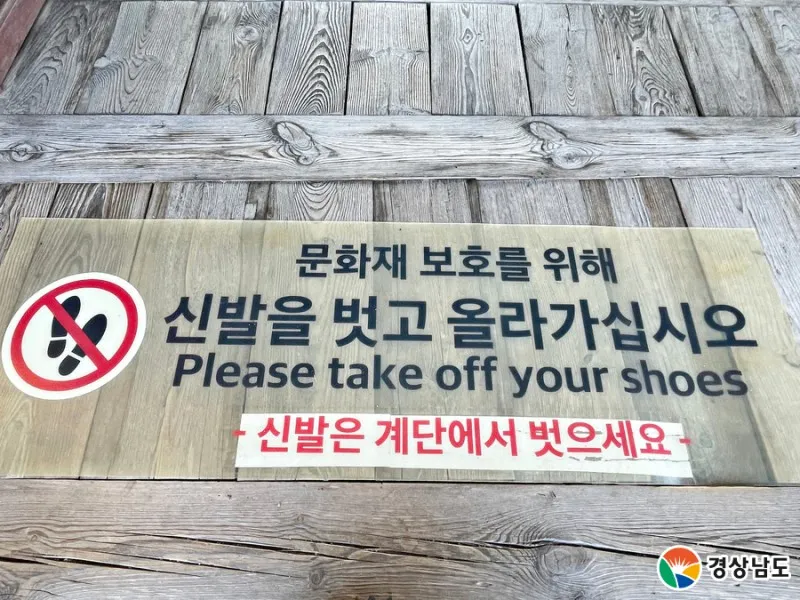 문화재 보호를 위해
신발을 벗고 올라가십시오
Please take off your shoes
- 신발은 계단에서 벗으세요 -
경상남도